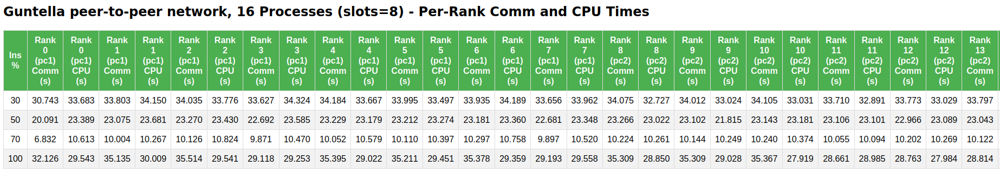 Guntella peer-to-peer network, 16 Processes (slots=8) - Per-Rank Comm and CPU Times
Ins % Rank 0 (pc1) Comm (s) Rank 0 (pc1) CPU (s) Rank 1 (pc1) Comm (s) Rank 1 (pc1) CPU (s) Rank 2 (pc1) Comm (s) Rank 2 (pc1) CPU (s) Rank 3 (pc1) Comm (s) Rank 3 (pc1) CPU (s) Rank 4 (pc1) Comm (s) Rank 4 (pc1) CPU (s) Rank 5 (pc1) Comm (s) Rank 5 (pc1) CPU (s) Rank 6 (pc1) Comm (s) Rank 6 (pc1) CPU (s) Rank 7 (pc1) Comm (s) Rank 7 (pc1) CPU (s) Rank 8 (pc2) Comm (s) Rank 8 (pc2) CPU (s) Rank 9 (pc2) Comm (s) Rank 9 (pc2) CPU (s) Rank 10 (pc2) Comm (s) Rank 10 (pc2) CPU (s) Rank 11 (pc2) Comm (s) Rank 11 (pc2) CPU (s) Rank 12 (pc2) Comm (s) Rank 12 (pc2) CPU (s) Rank 13 (pc2) Comm (s)
30 30.743 33.683 33.803 34.150 34.035 33.776 33.627 34.324 34.184 33.667 33.995 33.497 33.935 34.189 33.656 33.962 34.075 32.727 34.012 33.024 34.105 33.031 33.710 32.891 33.773 33.029 33.797
50 20.091 23.389 23.075 23.681 23.270 23.430 22.692 23.585 23.229 23.179 23.212 23.274 23.181 23.360 22.681 23.348 23.266 23.022 23.102 21.815 23.143 23.181 23.106 23.101 22.966 23.089 23.043
70 6.832 10.613 10.004 10.267 10.126 10.824 9.871 10.470 10.052 10.579 10.110 10.397 10.297 10.758 9.897 10.520 10.224 10.261 10.144 10.249 10.240 10.374 10.055 10.094 10.202 10.269 10.122
100 32.126 29.543 35.135 30.009 35.514 29.541 29.118 29.253 35.395 29.022 35.211 29.451 35.378 29.359 29.193 29.558 35.309 28.850 35.309 29.028 35.367 27.919 28.661 28.985 28.763 27.984 28.814